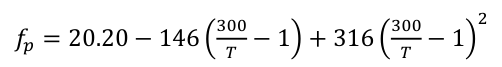 f_p = 20.20 − 146 (300/T − 1) + 316 (300/T − 1)^2